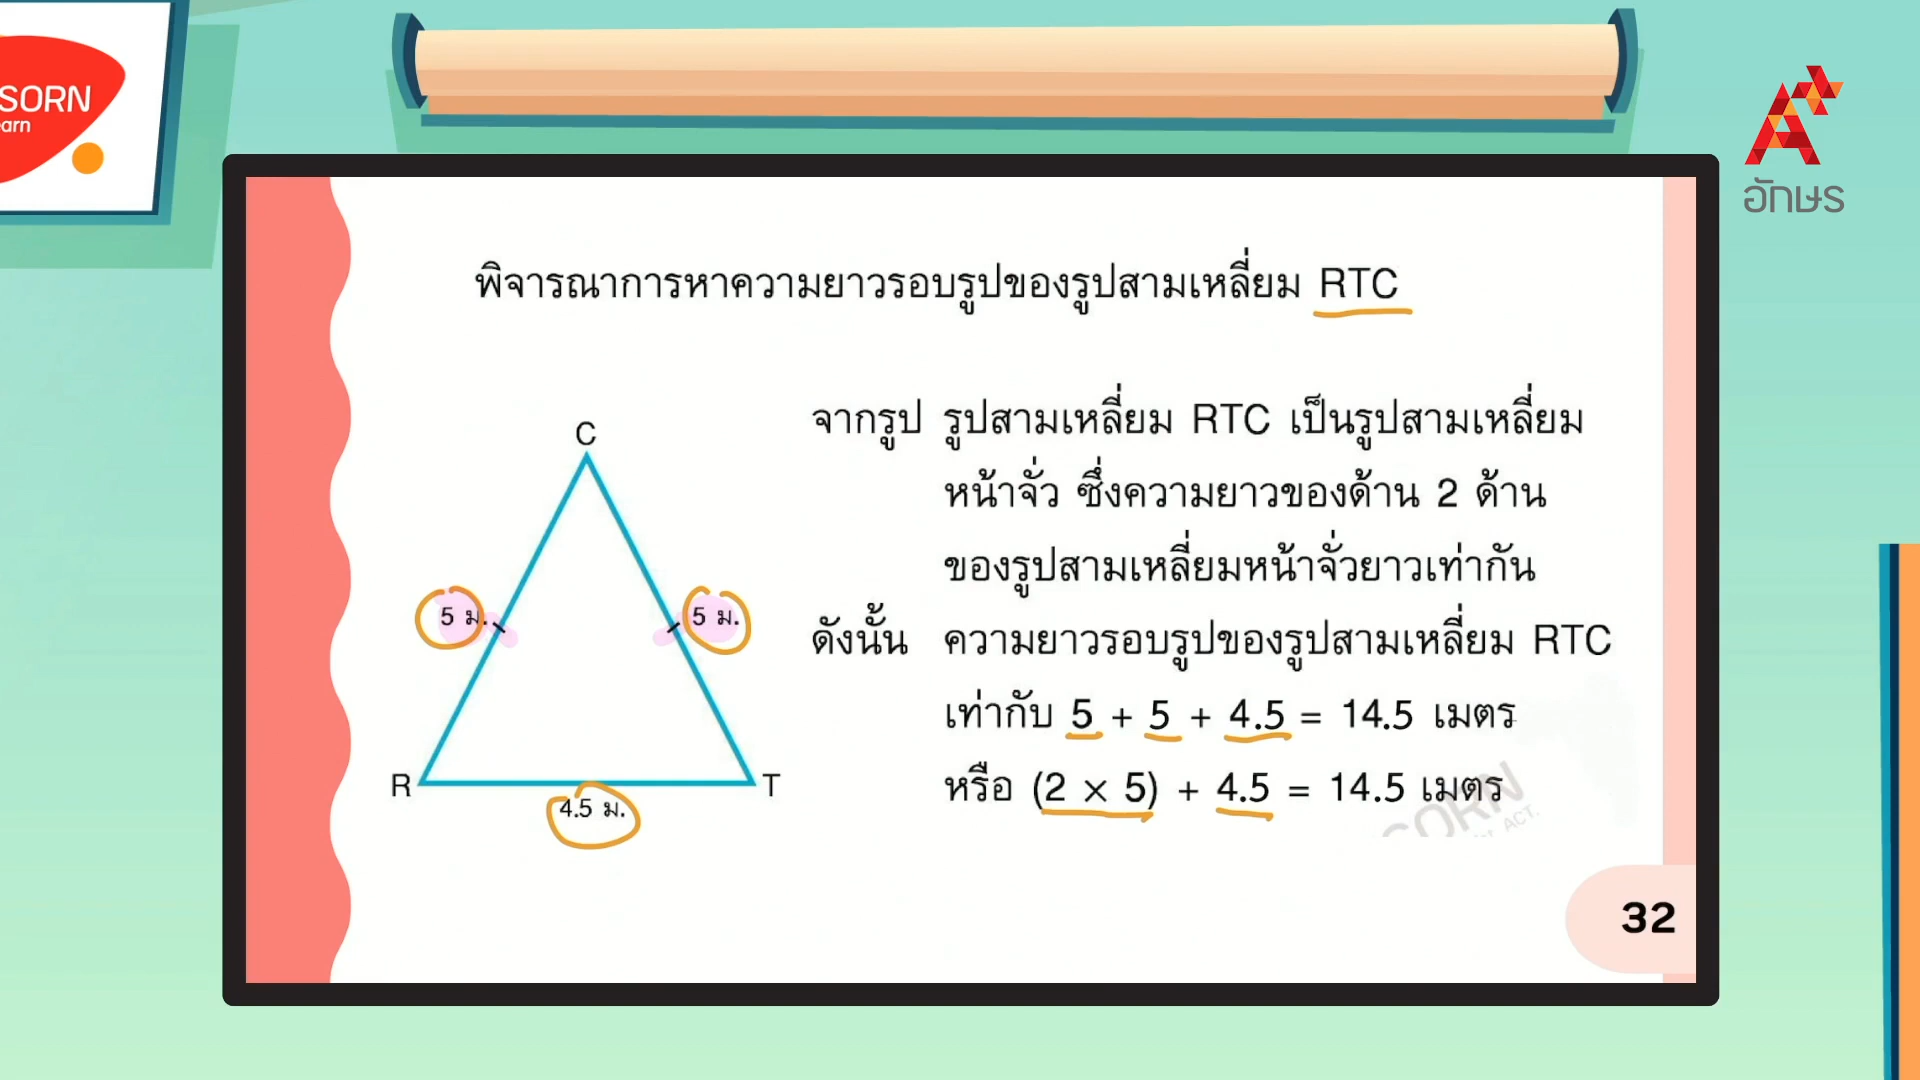 SORN
arn
อักษร
พิจารณาการหาความยาวรอบรูปของรูปสามเหลี่ยม RTC
จากรูป รูปสามเหลี่ยม RTC เป็นรูปสามเหลี่ยม
หน้าจั่ว ซึ่งความยาวของด้าน 2 ด้าน
ของรูปสามเหลี่ยมหน้าจั่วยาวเท่ากัน
ดังนั้น ความยาวรอบรูปของรูปสามเหลี่ยม RTC
เท่ากับ 5 + 5 + 4.5 = 14.5 เมตร
หรือ (2 × 5) + 4.5 = 14.5 เมตร
C
5 ม.
5 ม.
R
T
4.5 ม.
SORN
ACT.
32